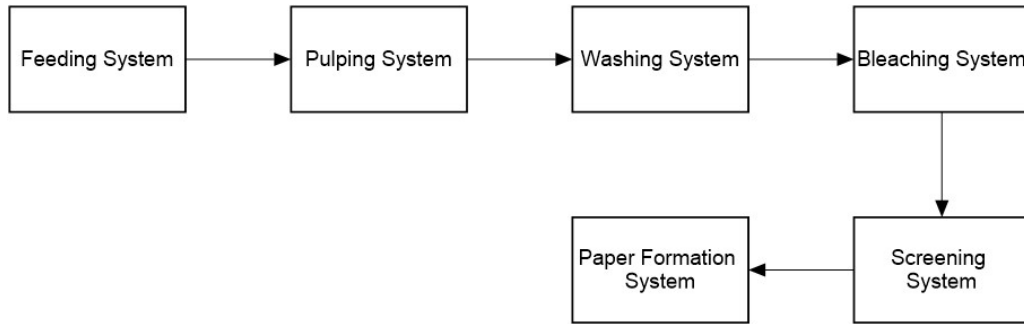 Feeding System
Pulping System
Washing System
Bleaching System
Paper Formation
System
Screening
System